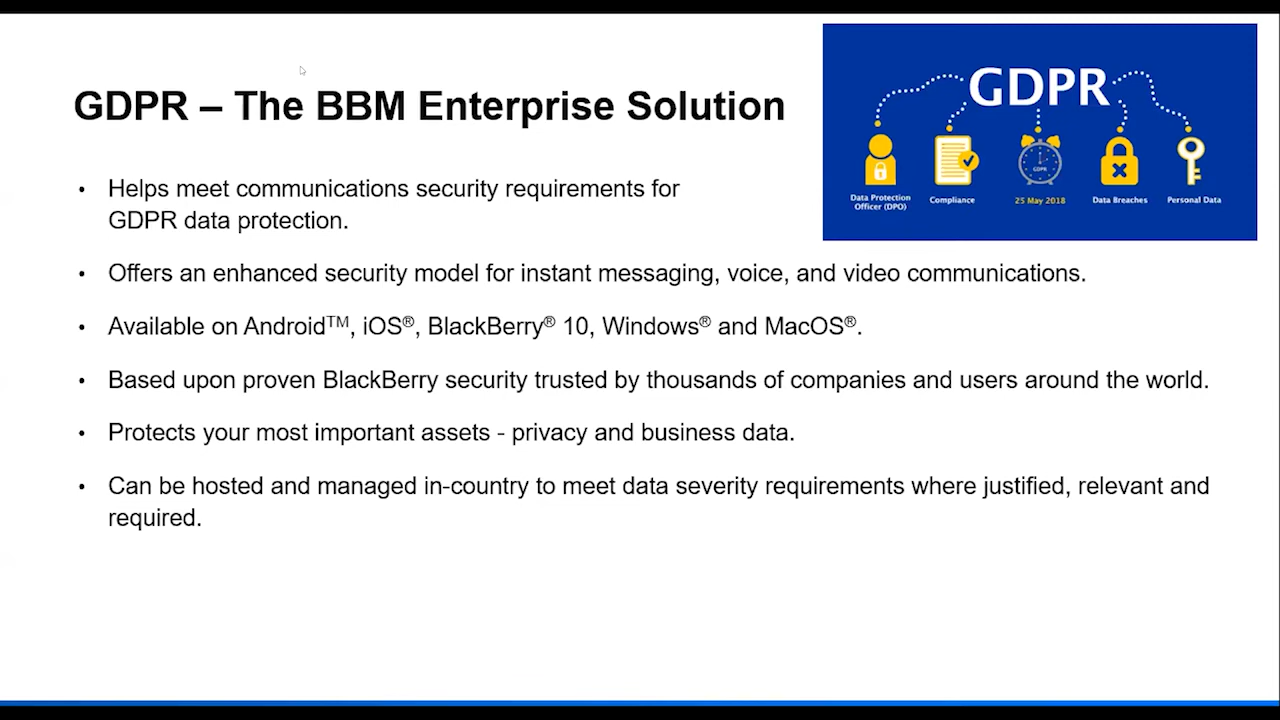 GDPR – The BBM Enterprise Solution
GDPR
GDPR
Data Protection
Officer (DPO)
Compliance
25 May 2018
Data Breaches
Personal Data
• Helps meet communications security requirements for
GDPR data protection.
• Offers an enhanced security model for instant messaging, voice, and video communications.
• Available on Android™, iOS®, BlackBerry® 10, Windows® and MacOS®.
• Based upon proven BlackBerry security trusted by thousands of companies and users around the world.
• Protects your most important assets - privacy and business data.
• Can be hosted and managed in-country to meet data severity requirements where justified, relevant and
required.